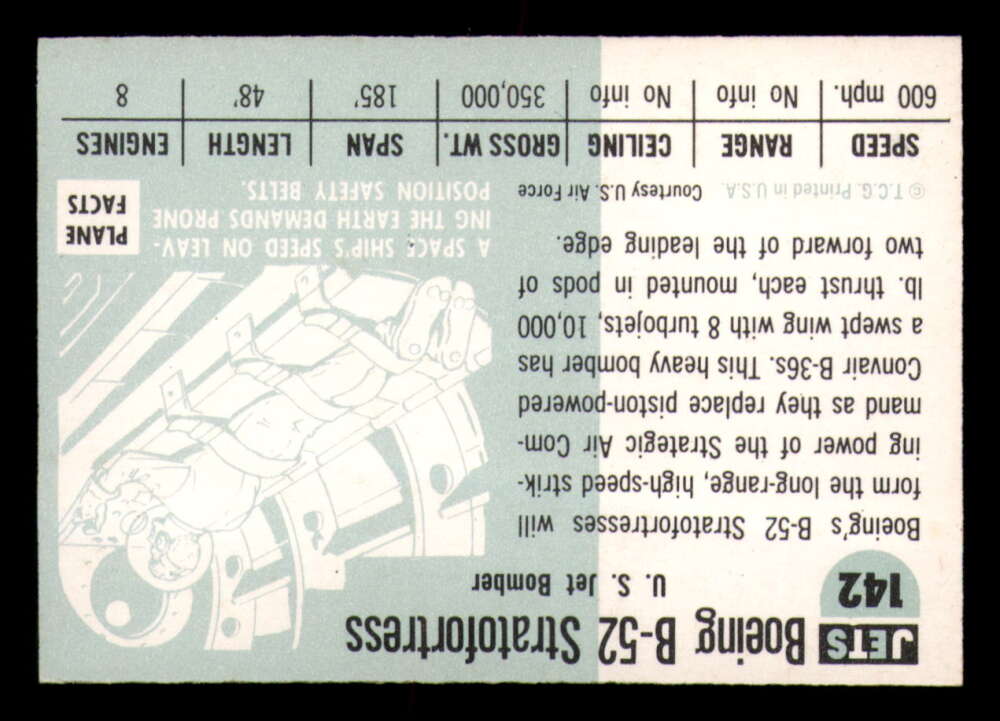 JETS
142
Boeing B-52 Stratofortress
U. S. Jet Bomber
Boeing's B-52 Stratofortresses will
form the long-range, high-speed strik-
ing power of the Strategic Air Com-
mand as they replace piston-powered
Convair B-36s. This heavy bomber has
a swept wing with 8 turbojets, 10,000
lb. thrust each, mounted in pods of
two forward of the leading edge.
© T.C.G. Printed in U.S.A. Courtesy U.S. Air Force
A SPACE SHIP'S SPEED ON LEAV-
ING THE EARTH DEMANDS PRONE
POSITION SAFETY BELTS.
PLANE
FACTS
SPEED RANGE CEILING GROSS WT. SPAN LENGTH ENGINES
600 mph. No info No info 350,000 185' 48' 8